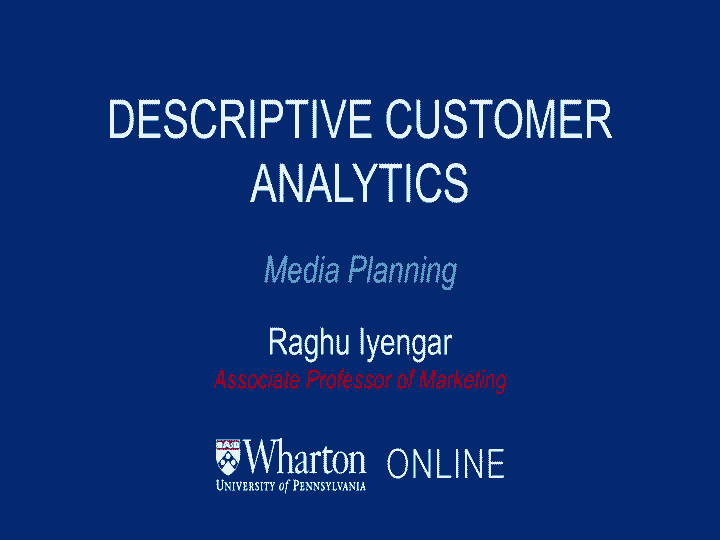 DESCRIPTIVE CUSTOMER
ANALYTICS
Media Planning
Raghu Iyengar
Associate Professor of Marketing
Wharton ONLINE
UNIVERSITY of PENNSYLVANIA